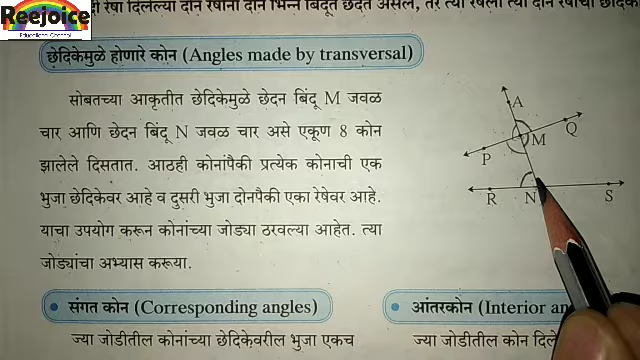 Reejoice
Educational Channel
रेषा दिलेल्या दोन रेषांना दोन भिन्न बिंदूत छेदत असेल, तर त्या रेषेला त्या दोन रेषांची छेदिका
छेदिकेमुळे होणारे कोन (Angles made by transversal)
सोबतच्या आकृतीत छेदिकेमुळे छेदन बिंदू M जवळ
चार आणि छेदन बिंदू N जवळ चार असे एकूण 8 कोन
झालेले दिसतात. आठही कोनांपैकी प्रत्येक कोनाची एक
भुजा छेदिकेवर आहे व दुसरी भुजा दोनपैकी एका रेषेवर आहे.
याचा उपयोग करून कोनांच्या जोड्या ठरवल्या आहेत. त्या
जोड्यांचा अभ्यास करूया.
A
Q
M
P
R
N
S
• संगत कोन (Corresponding angles)
• आंतरकोन (Interior an
ज्या जोडीतील कोनांच्या छेदिकेवरील भुजा एकच
ज्या जोडीतील कोन दिले